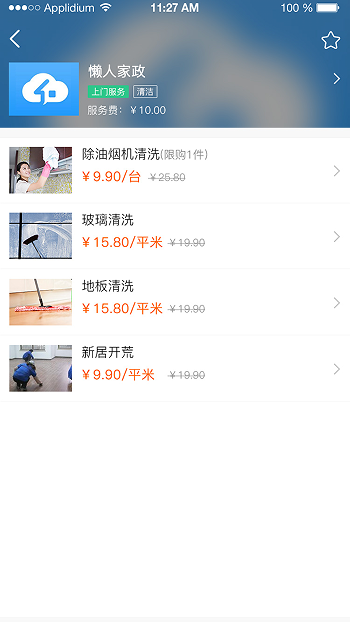 Applidium 11:27 AM 100 %
懒人家政
上门服务 清洁
服务费：￥10.00
除油烟机清洗(限购1件)
￥9.90/台 ￥25.80
玻璃清洗
￥15.80/平米 ￥19.90
地板清洗
￥15.80/平米 ￥19.90
新居开荒
￥9.90/平米 ￥19.90